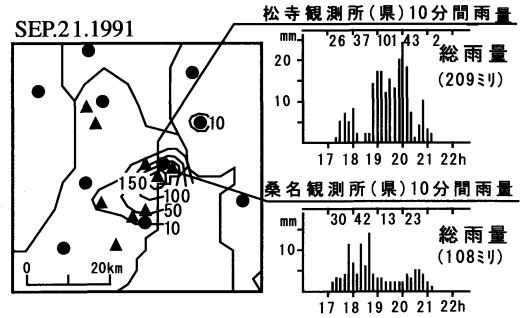 松寺観測所(県)10分間雨量
SEP.21.1991
mm
26 37 101 43 2
総雨量
(209ミリ)
20
10
17 18 19 20 21 22h
10
150
100
50
10
0 20km
桑名観測所(県)10分間雨量
mm
30 42 13 23
総雨量
(108ミリ)
10
17 18 19 20 21 22h